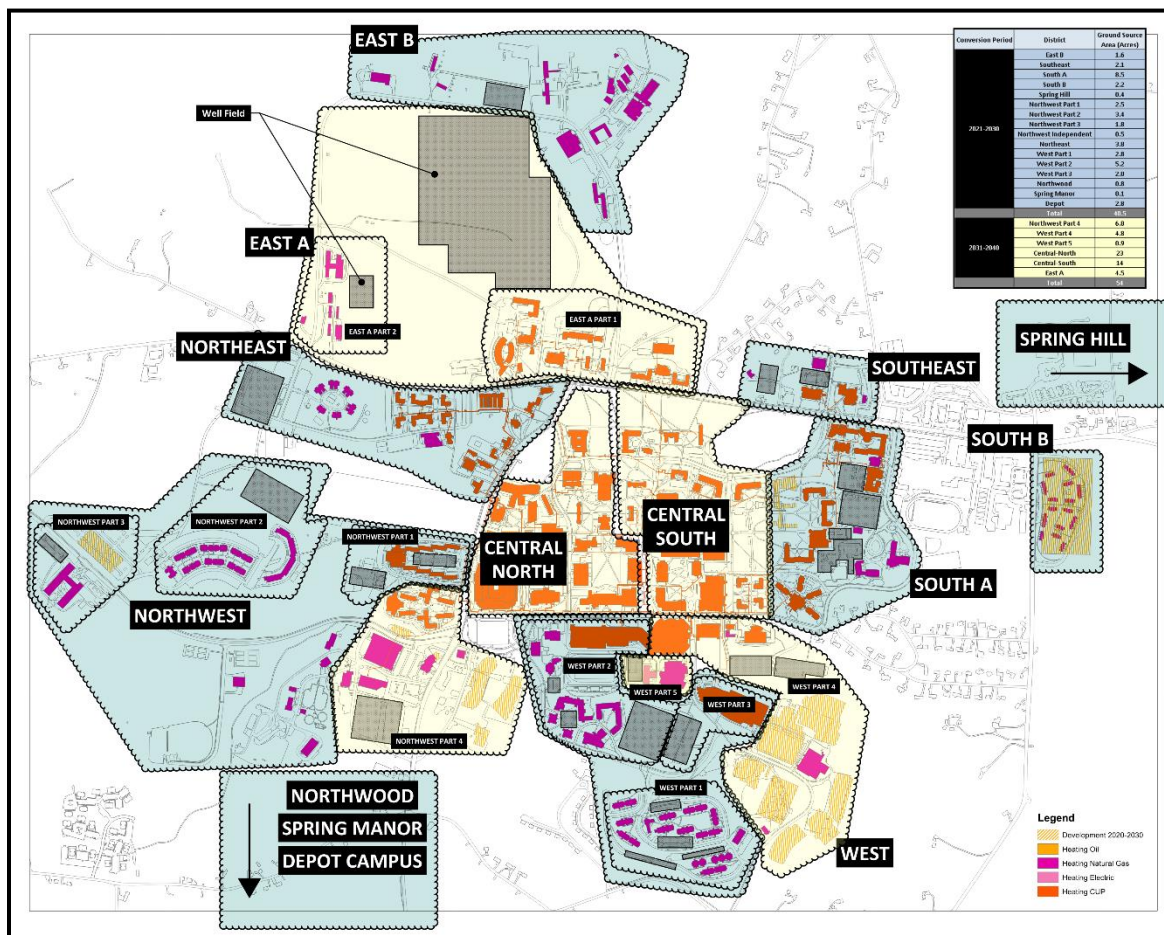 EAST B
Well Field
EAST A
EAST A PART 2
EAST A PART 1
NORTHEAST
SOUTHEAST
SPRING HILL
SOUTH B
NORTHWEST PART 3
NORTHWEST PART 2
NORTHWEST PART 1
CENTRAL
NORTH
CENTRAL
SOUTH
SOUTH A
NORTHWEST
WEST PART 2
WEST PART 5
WEST PART 4
WEST PART 3
NORTHWEST PART 4
WEST PART 1
NORTHWOOD
SPRING MANOR
DEPOT CAMPUS
WEST
Conversion Period District Ground Source
Area (Acres)
2021-2030
East B 1.6
Southeast 2.1
South A 8.5
South B 2.2
Spring Hill 0.4
Northwest Part 1 2.5
Northwest Part 2 3.4
Northwest Part 3 1.8
Northwest Independent 0.5
Northeast 3.8
West Part 1 2.8
West Part 2 5.2
West Part 3 2.0
Northwood 0.8
Spring Manor 0.1
Depot 2.8
Total 40.5
2031-2040
Northwest Part 4 6.0
West Part 4 4.8
West Part 5 0.9
Central-North 23
Central-South 14
East A 4.5
Total 54
Legend
Development 2020-2030
Heating Oil
Heating Natural Gas
Heating Electric
Heating CUP